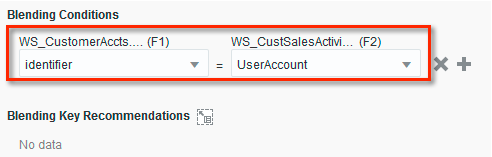 Blending Conditions
WS_CustomerAccts.... (F1) WS_CustSalesActivi... (F2)
identifier = UserAccount
Blending Key Recommendations
No data